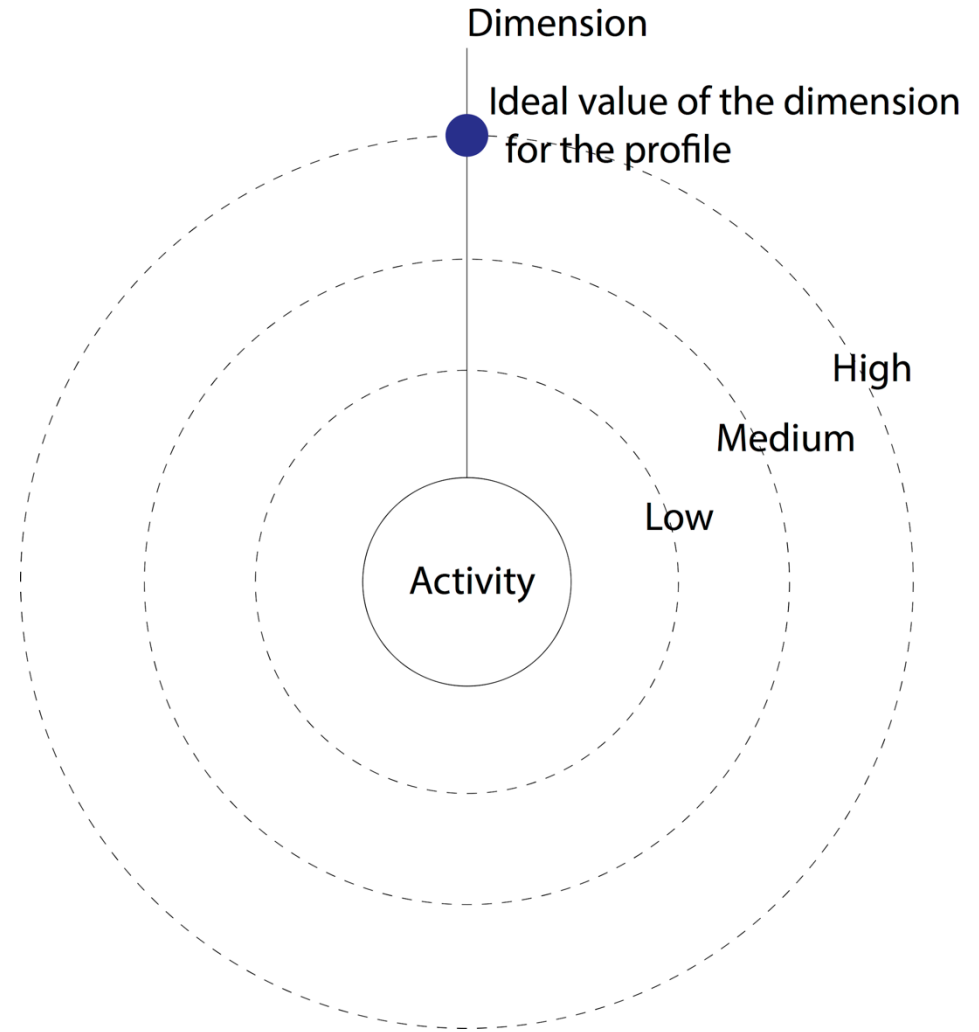 Dimension
Ideal value of the dimension
for the profile
High
Medium
Low
Activity